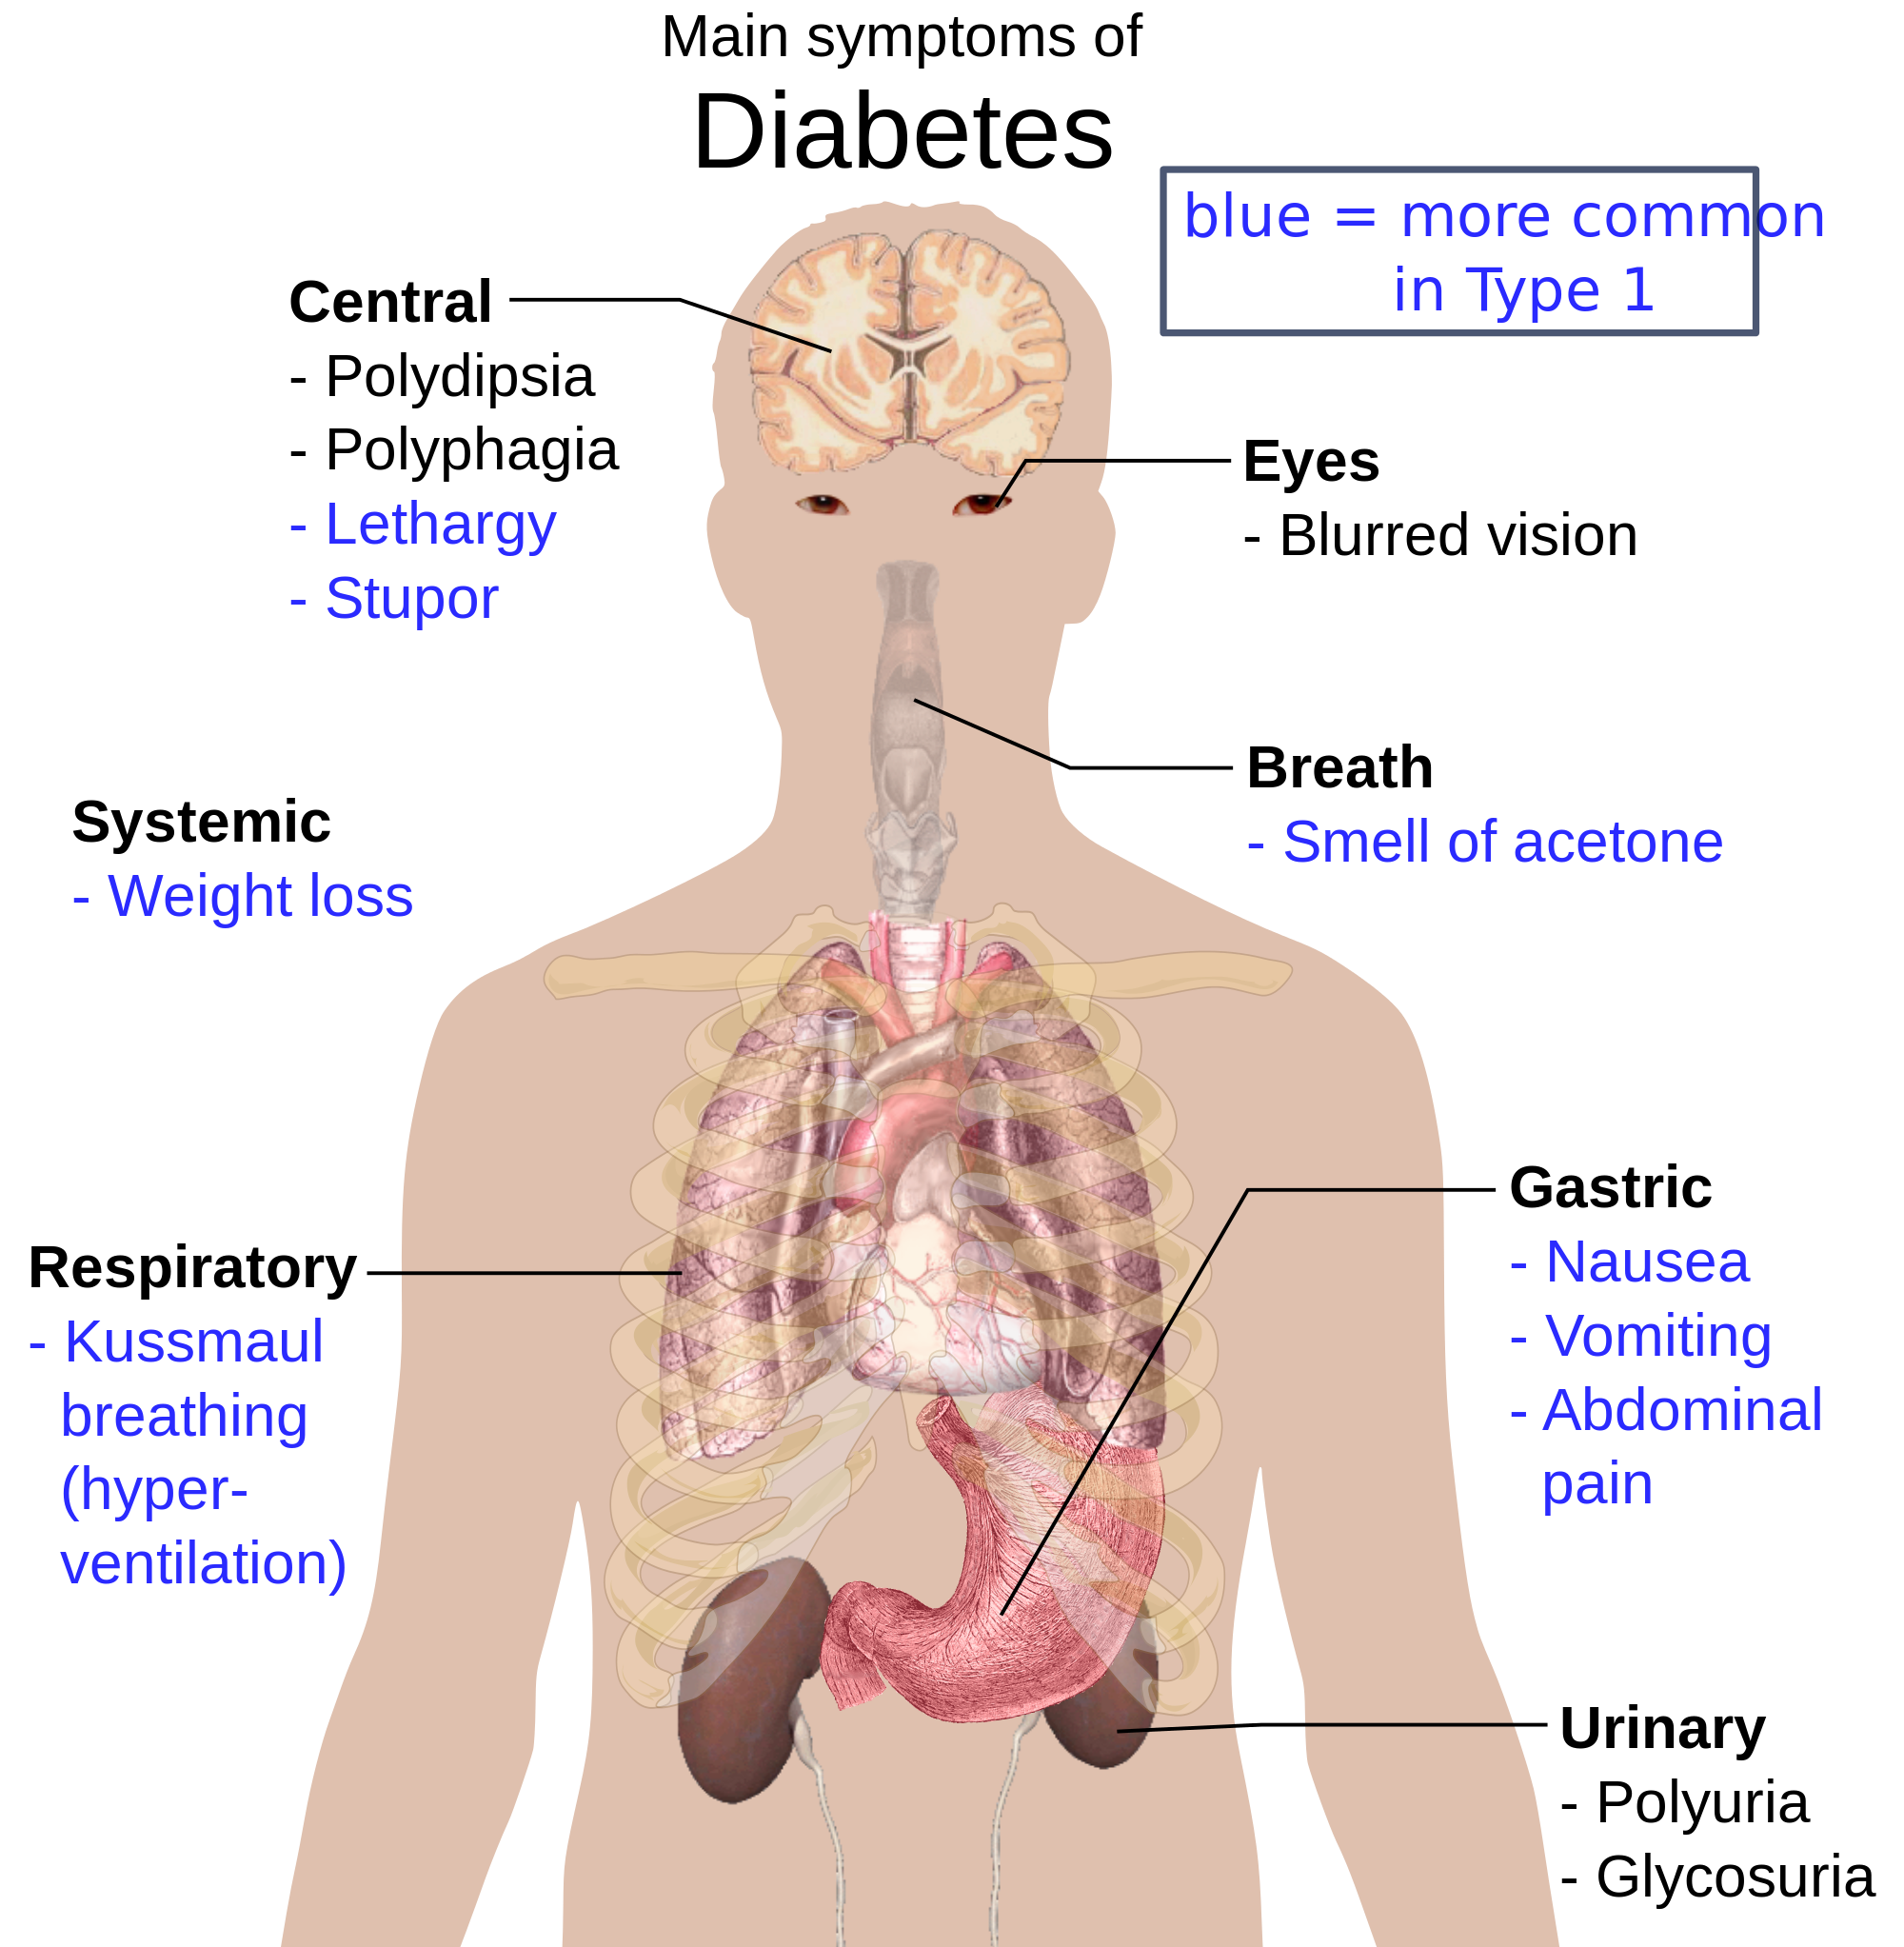 Main symptoms of
Diabetes
blue = more common
in Type 1
Central
- Polydipsia
- Polyphagia
- Lethargy
- Stupor
Eyes
- Blurred vision
Breath
- Smell of acetone
Systemic
- Weight loss
Gastric
- Nausea
- Vomiting
- Abdominal
pain
Respiratory
- Kussmaul
breathing
(hyper-
ventilation)
Urinary
- Polyuria
- Glycosuria